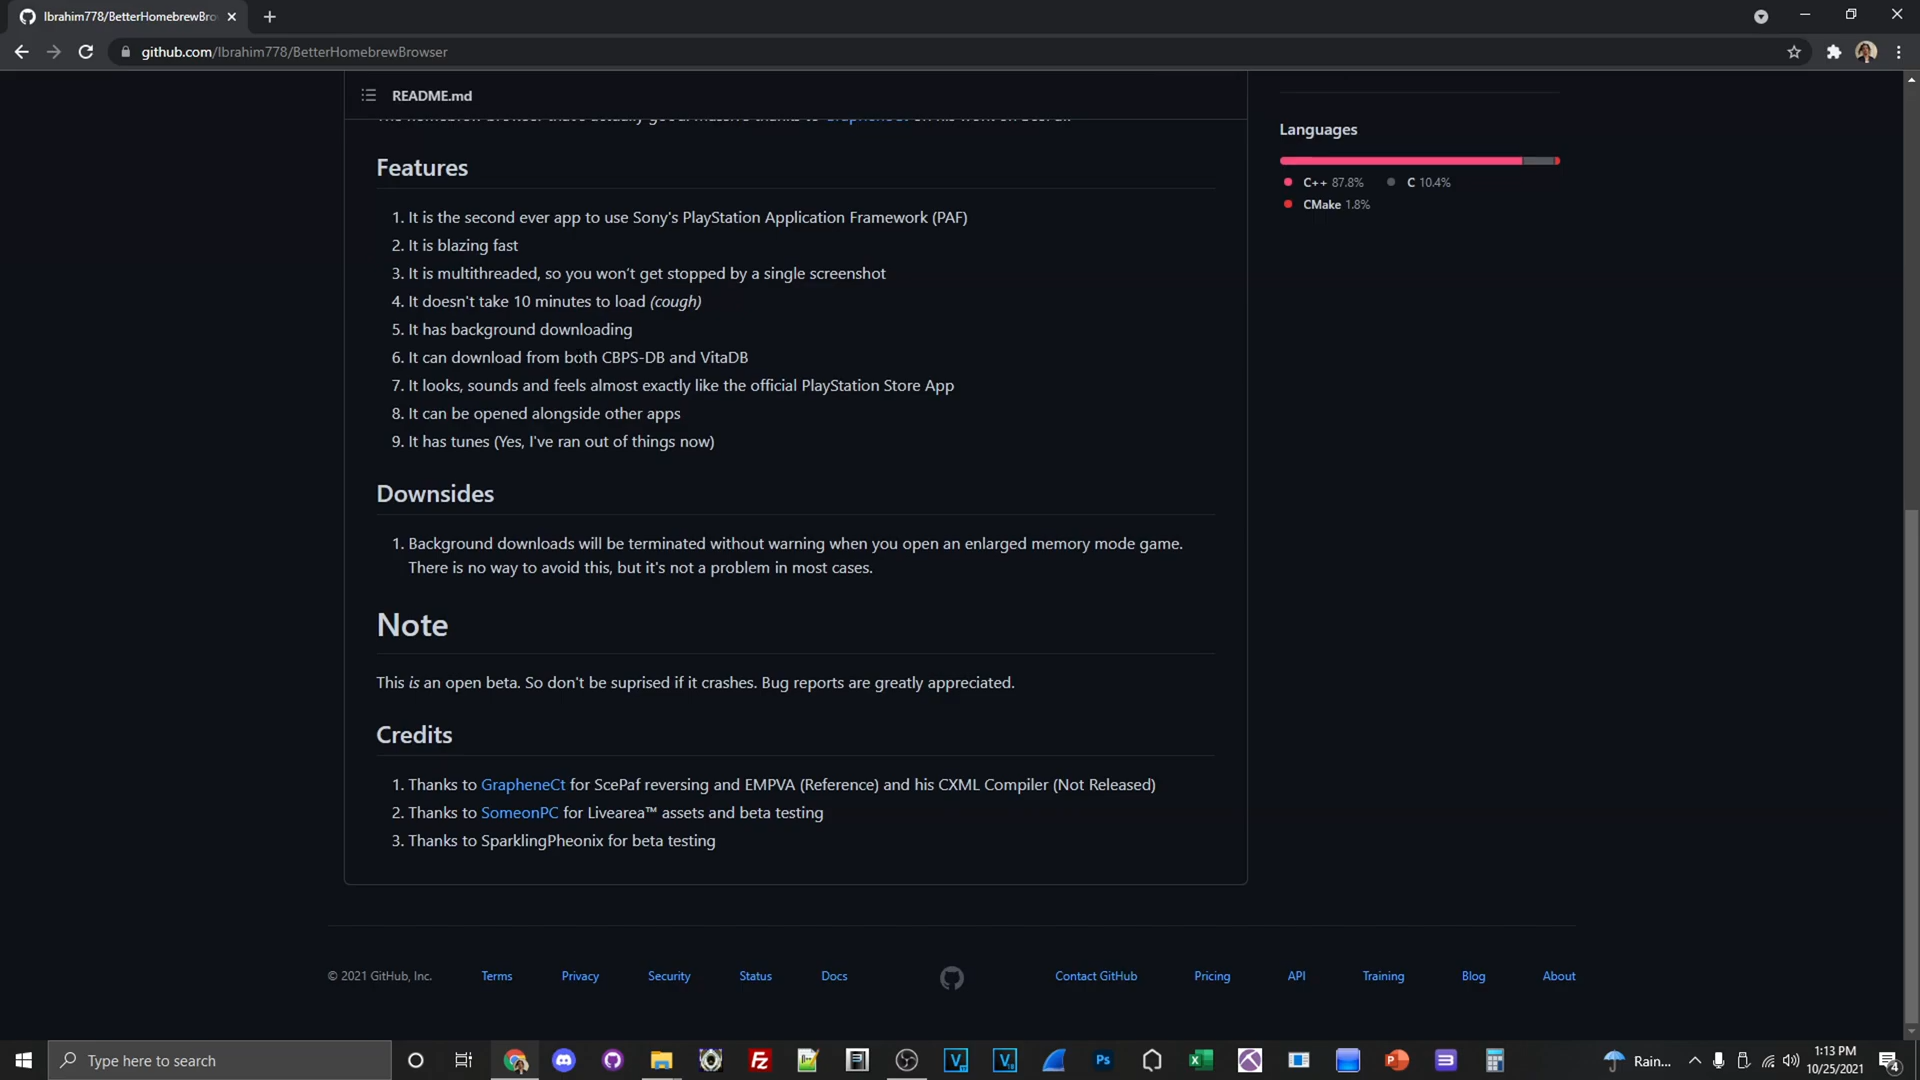 Ibrahim778/BetterHomebrewBro
github.com/Ibrahim778/BetterHomebrewBrowser
README.md
Features
1. It is the second ever app to use Sony's PlayStation Application Framework (PAF)
2. It is blazing fast
3. It is multithreaded, so you won't get stopped by a single screenshot
4. It doesn't take 10 minutes to load (cough)
5. It has background downloading
6. It can download from both CBPS-DB and VitaDB
7. It looks, sounds and feels almost exactly like the official PlayStation Store App
8. It can be opened alongside other apps
9. It has tunes (Yes, I've ran out of things now)
Downsides
1. Background downloads will be terminated without warning when you open an enlarged memory mode game.
There is no way to avoid this, but it's not a problem in most cases.
Note
This is an open beta. So don't be suprised if it crashes. Bug reports are greatly appreciated.
Credits
1. Thanks to GrapheneCt for ScePaf reversing and EMPVA (Reference) and his CXML Compiler (Not Released)
2. Thanks to SomeonPC for Livearea™ assets and beta testing
3. Thanks to SparklingPheonix for beta testing
Languages
C++ 87.8% C 10.4%
CMake 1.8%
© 2021 GitHub, Inc. Terms Privacy Security Status Docs Contact GitHub Pricing API Training Blog About
Type here to search
Rain...
1:13 PM
10/25/2021
4